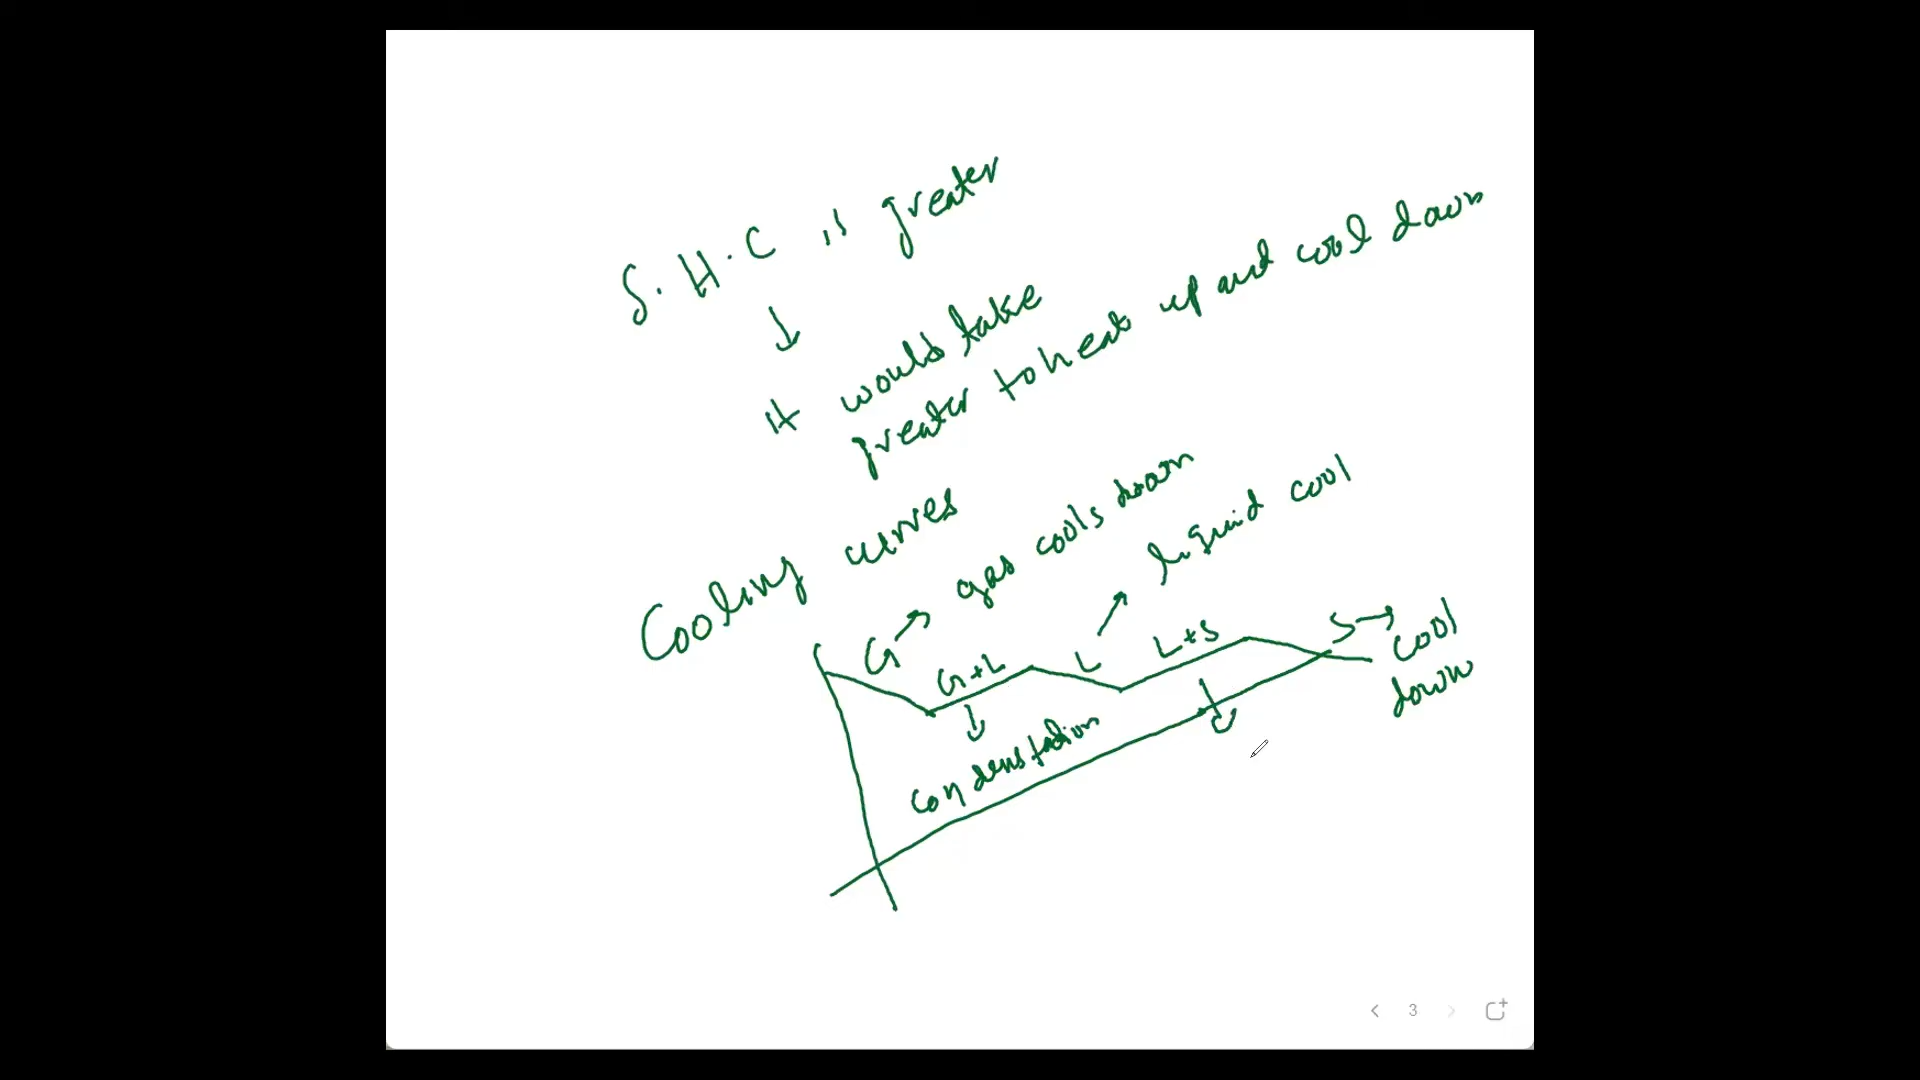 S.H.C is greater
↓
it would take
greater to heat up and cool down
Cooling curves
G → gas cools down
G+L
↓
condenstation
L → liquid cool
L+S
↓
S → cool
down
3